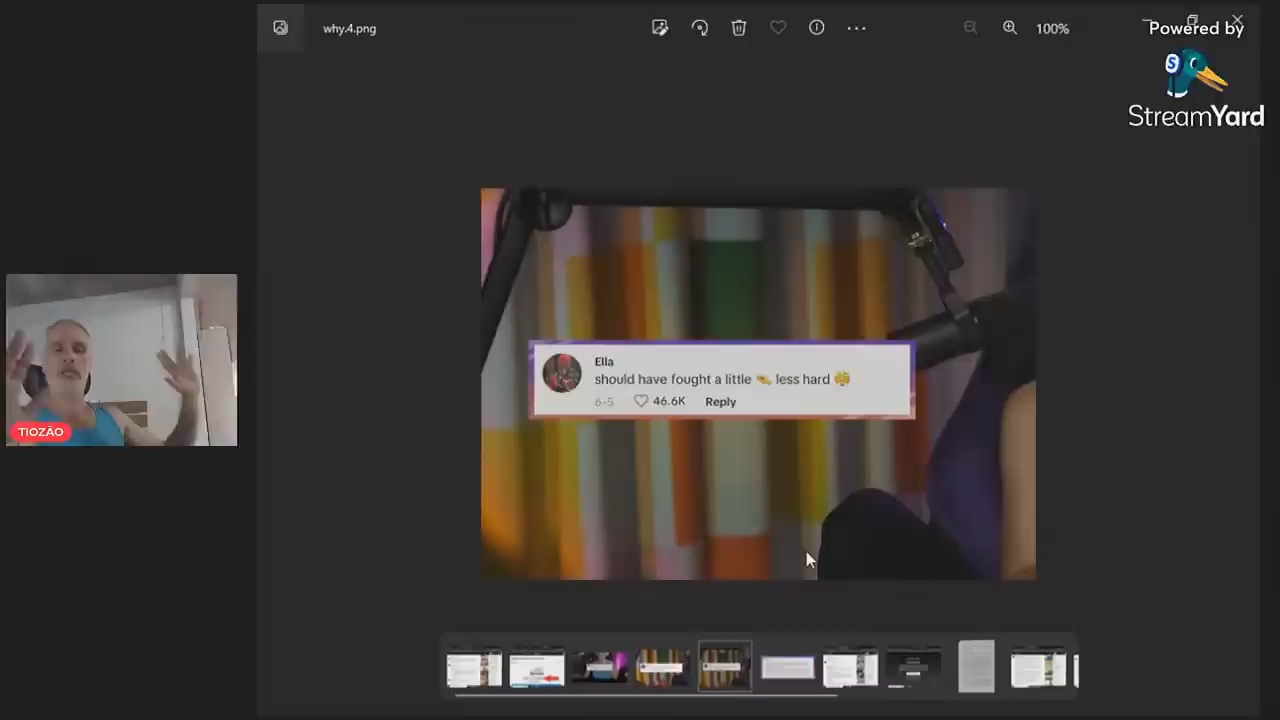 why.4.png
100%
Powered by
S
StreamYard
Ella
should have fought a little 🤏 less hard 🤔
6-5 46.6K Reply
TIOZÃO